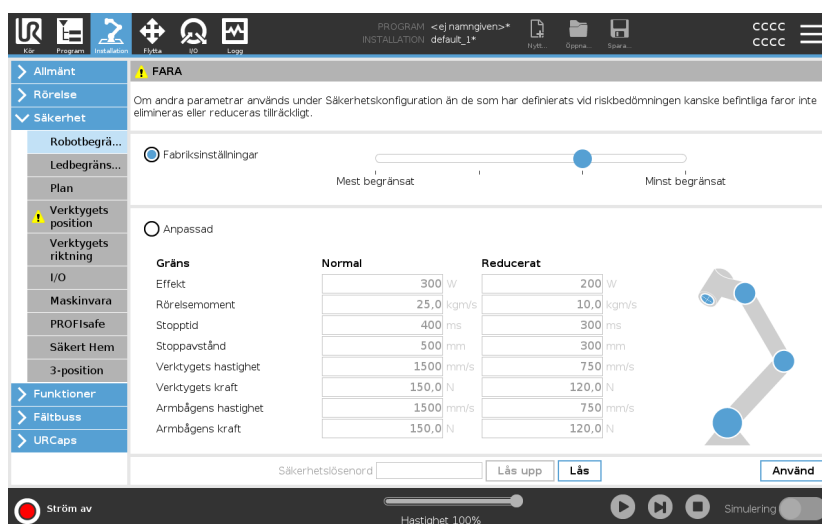 PROGRAM <ej namngiven>*
INSTALLATION default_1*
cccc
cccc
Kör Program Installation Flytta I/O Logg Nytt... Öppna... Spara...
Allmänt
Rörelse
Säkerhet
Robotbegrä...
Ledbegräns...
Plan
Verktygets
position
Verktygets
riktning
I/O
Maskinvara
PROFIsafe
Säkert Hem
3-position
Funktioner
Fältbuss
URCaps
FARA
Om andra parametrar används under Säkerhetskonfiguration än de som har definierats vid riskbedömningen kanske befintliga faror inte
elimineras eller reduceras tillräckligt.
Fabriksinställningar
Mest begränsat Minst begränsat
Anpassad
Gräns Normal Reducerat
Effekt 300 W 200 W
Rörelsemoment 25,0 kgm/s 10,0 kgm/s
Stopptid 400 ms 300 ms
Stoppavstånd 500 mm 300 mm
Verktygets hastighet 1500 mm/s 750 mm/s
Verktygets kraft 150,0 N 120,0 N
Armbågens hastighet 1500 mm/s 750 mm/s
Armbågens kraft 150,0 N 120,0 N
Säkerhetslösenord Lås upp Lås Använd
Ström av Hastighet 100% Simulering